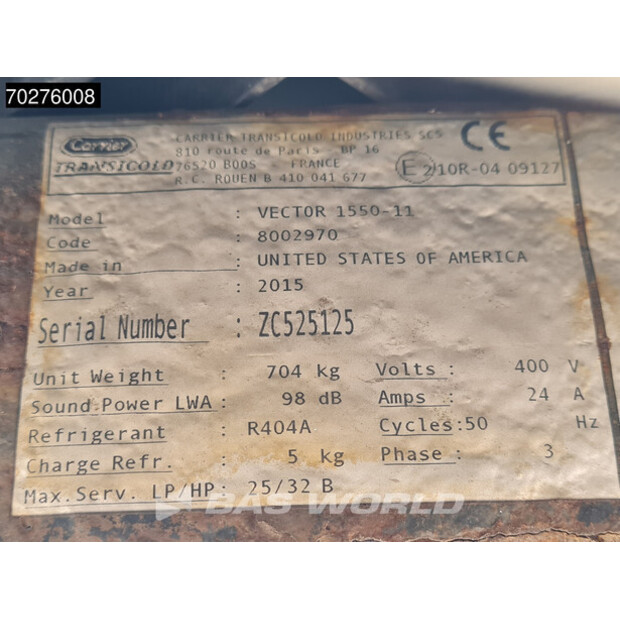 70276008
Carrier
TRANSICOLD
CARRIER TRANSICOLD INDUSTRIES SCS
810 route de Paris - BP 16
76520 BOOS - FRANCE
R.C. ROUEN B 410 041 677
CE
E2 10R-04 09127
Model : VECTOR 1550-11
Code : 8002970
Made in : UNITED STATES OF AMERICA
Year : 2015
Serial Number : ZC525125
Unit Weight : 704 kg Volts : 400 V
Sound Power LWA : 98 dB Amps : 24 A
Refrigerant : R404A Cycles : 50 Hz
Charge Refr. : 5 kg Phase : 3
Max. Serv. LP/HP : 25/32 B
BAS WORLD